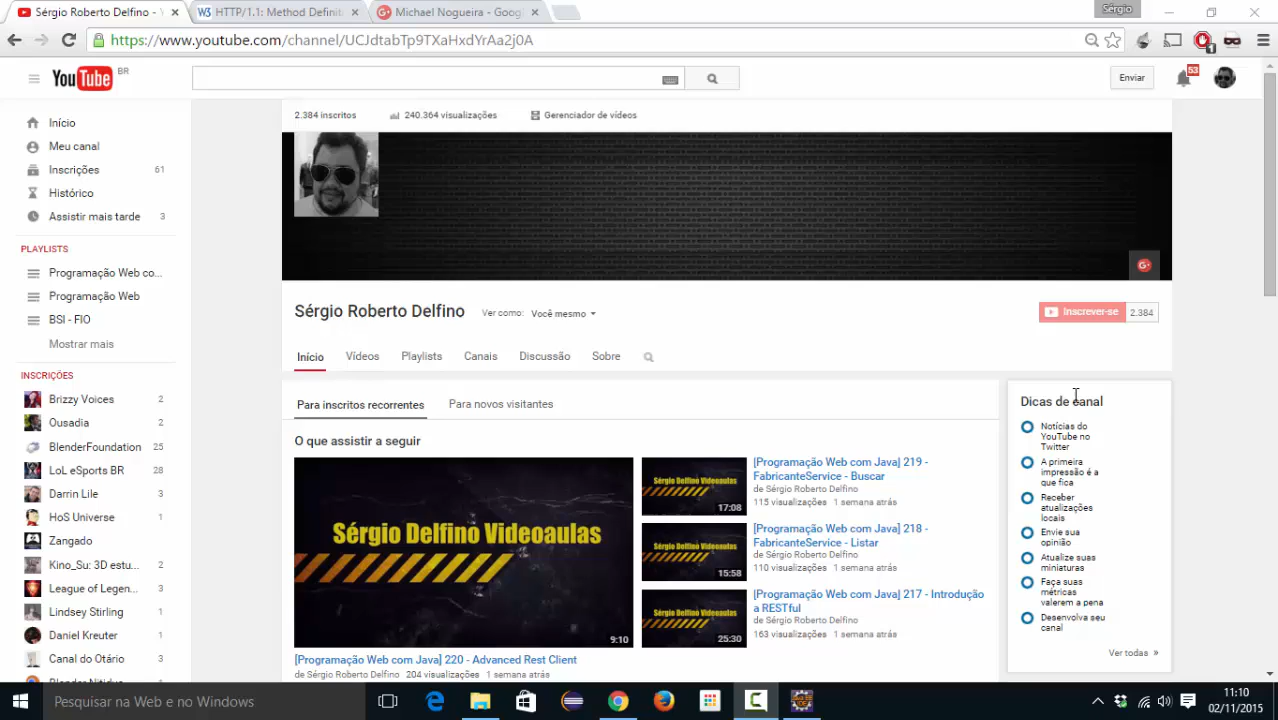 Sérgio Roberto Delfino -
HTTP/1.1: Method Definit
Michael Nogueira - Goog
Sérgio
https://www.youtube.com/channel/UCJdtabTp9TXaHxdYrAa2j0A
1
YouTube BR
Enviar
53
2.384 inscritos
240.364 visualizações
Gerenciador de vídeos
Início
Meu canal
Inscrições 61
Histórico
Assistir mais tarde 3
PLAYLISTS
Programação Web co...
Programação Web
BSI - FIO
Mostrar mais
INSCRIÇÕES
Brizzy Voices 2
Ousadia 2
BlenderFoundation 25
LoL eSports BR 28
Darrin Lile 3
HoS Universe 1
Zangado
Kino_Su: 3D estu... 2
League of Legen... 3
Lindsey Stirling 1
Daniel Kreuter 1
Canal do Otário 3
Sérgio Roberto Delfino
Ver como: Você mesmo
Inscrever-se 2.384
Início Vídeos Playlists Canais Discussão Sobre
Para inscritos recorrentes
Para novos visitantes
O que assistir a seguir
Sérgio Delfino Videoaulas
9:10
[Programação Web com Java] 220 - Advanced Rest Client
de Sérgio Roberto Delfino 204 visualizações 1 semana atrás
Sérgio Delfino Videoaulas
17:08
[Programação Web com Java] 219 -
FabricanteService - Buscar
de Sérgio Roberto Delfino
115 visualizações 1 semana atrás
Sérgio Delfino Videoaulas
15:58
[Programação Web com Java] 218 -
FabricanteService - Listar
de Sérgio Roberto Delfino
110 visualizações 1 semana atrás
Sérgio Delfino Videoaulas
25:30
[Programação Web com Java] 217 - Introdução
a RESTful
de Sérgio Roberto Delfino
163 visualizações 1 semana atrás
Dicas de canal
Notícias do
YouTube no
Twitter
A primeira
impressão é a
que fica
Receber
atualizações
locais
Envie sua
opinião
Atualize suas
miniaturas
Faça suas
métricas
valerem a pena
Desenvolva seu
canal
Ver todas »
Pesquisar na Web e no Windows
11:10
02/11/2015